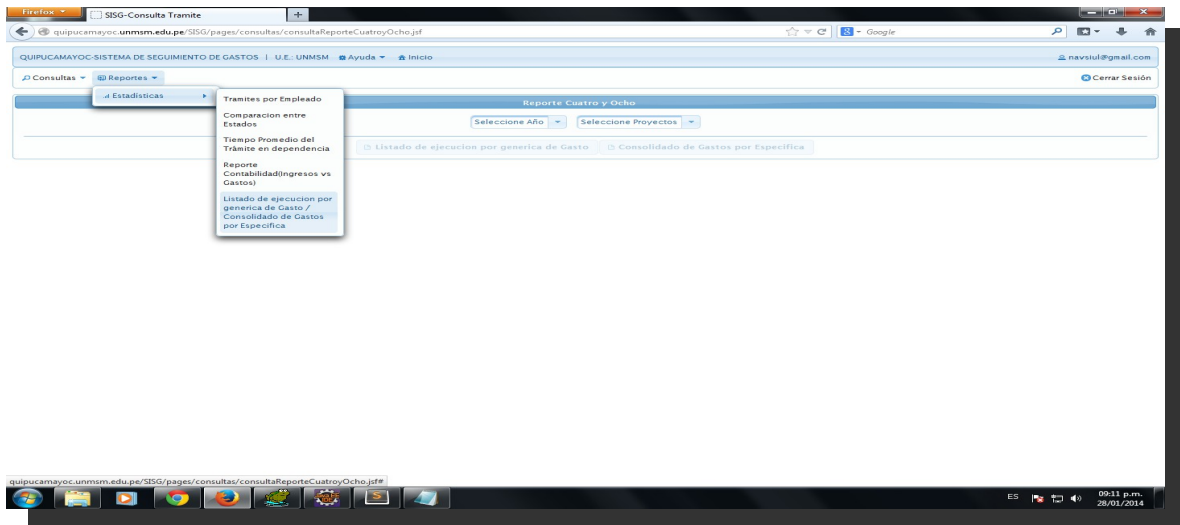 Firefox
SISG-Consulta Tramite
quipucamayoc.unmsm.edu.pe/SISG/pages/consultas/consultaReporteCuatroyOcho.jsf
Google
QUIPUCAMAYOC-SISTEMA DE SEGUIMIENTO DE GASTOS | U.E.: UNMSM Ayuda Inicio
navsiul@gmail.com
Consultas Reportes
Cerrar Sesión
Estadísticas
Reporte Cuatro y Ocho
Tramites por Empleado
Comparacion entre
Estados
Tiempo Promedio del
Trâmite en dependencia
Reporte
Contabilidad(Ingresos vs
Gastos)
Listado de ejecucion por
generica de Gasto /
Consolidado de Gastos
por Especifica
Seleccione Año Seleccione Proyectos
Listado de ejecucion por generica de Gasto Consolidado de Gastos por Especifica
quipucamayoc.unmsm.edu.pe/SISG/pages/consultas/consultaReporteCuatroyOcho.jsf#
ES
09:11 p.m.
28/01/2014